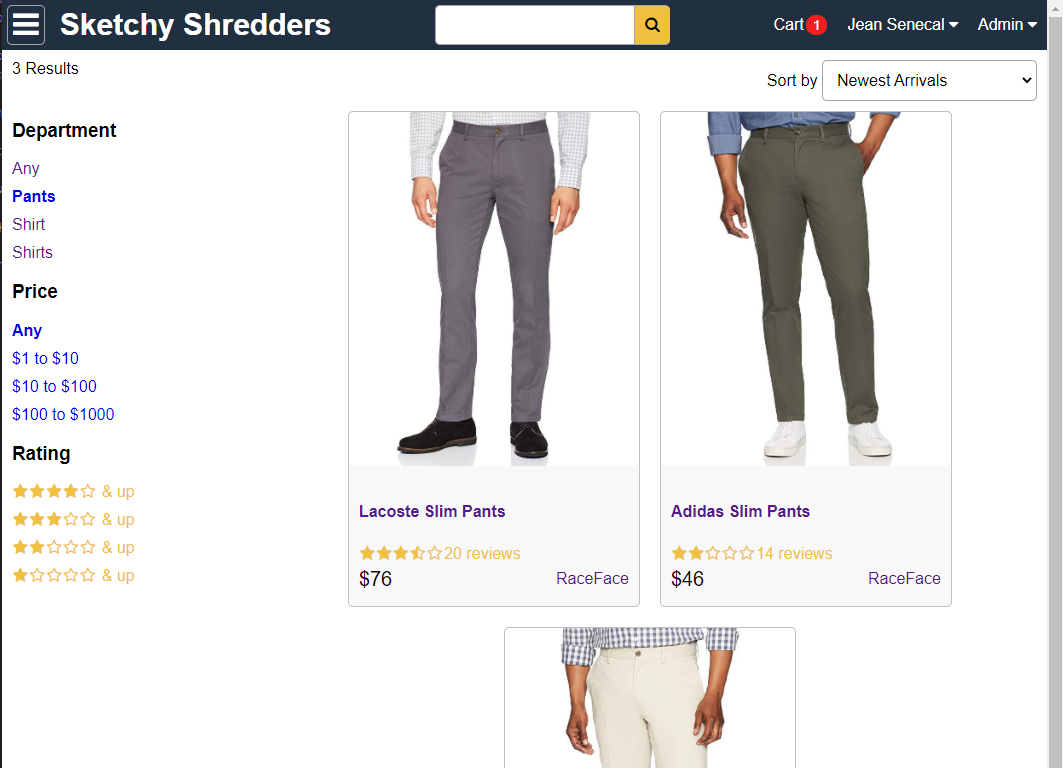 Sketchy Shredders
Cart 1 Jean Senecal Admin
3 Results
Sort by Newest Arrivals
Department
Any
Pants
Shirt
Shirts
Price
Any
$1 to $10
$10 to $100
$100 to $1000
Rating
& up
& up
& up
& up
Lacoste Slim Pants
20 reviews
$76 RaceFace
Adidas Slim Pants
14 reviews
$46 RaceFace